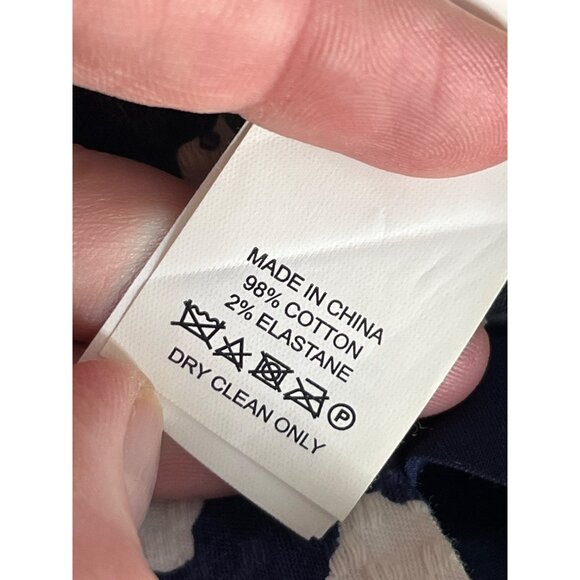 MADE IN CHINA
98% COTTON
2% ELASTANE
P
DRY CLEAN ONLY